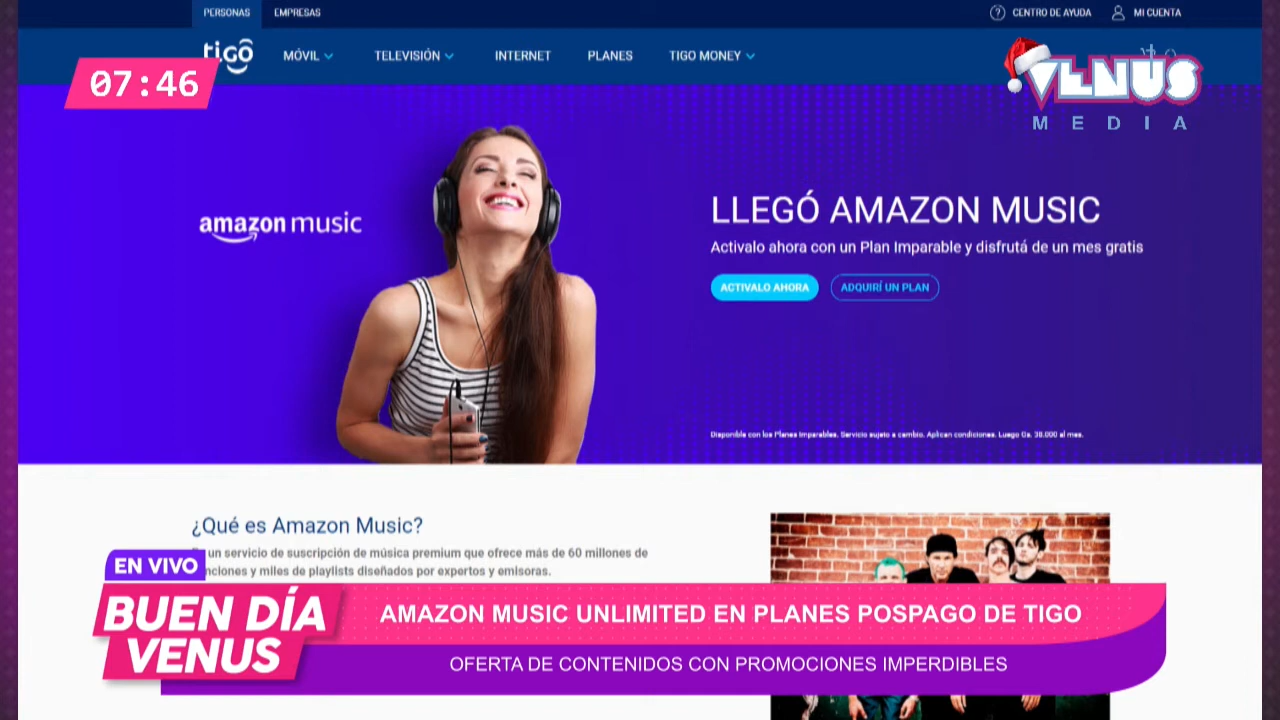 PERSONAS EMPRESAS CENTRO DE AYUDA MI CUENTA
tigo MÓVIL TELEVISIÓN INTERNET PLANES TIGO MONEY
07:46
VENUS
MEDIA
amazon music
LLEGÓ AMAZON MUSIC
Activalo ahora con un Plan Imparable y disfrutá de un mes gratis
ACTIVALO AHORA ADQUIRÍ UN PLAN
Disponible con los Planes Imparables. Servicio sujeto a cambio. Aplican condiciones. Luego Gs. 38.000 al mes.
¿Qué es Amazon Music?
un servicio de suscripción de música premium que ofrece más de 60 millones de
nciones y miles de playlists diseñados por expertos y emisoras.
EN VIVO
BUEN DÍA
VENUS
AMAZON MUSIC UNLIMITED EN PLANES POSPAGO DE TIGO
OFERTA DE CONTENIDOS CON PROMOCIONES IMPERDIBLES